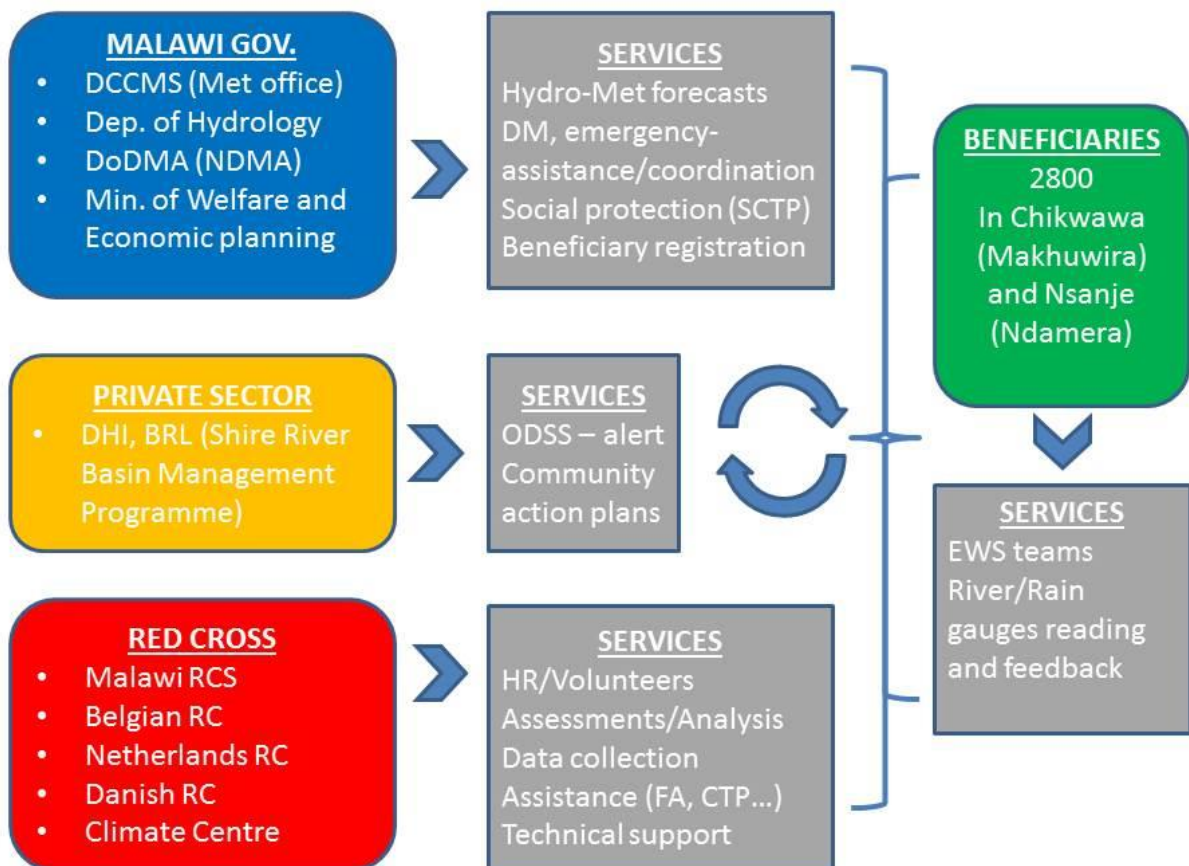 MALAWI GOV.
• DCCMS (Met office)
• Dep. of Hydrology
• DoDMA (NDMA)
• Min. of Welfare and
Economic planning
SERVICES
Hydro-Met forecasts
DM, emergency-
assistance/coordination
Social protection (SCTP)
Beneficiary registration
PRIVATE SECTOR
• DHI, BRL (Shire River
Basin Management
Programme)
SERVICES
ODSS – alert
Community
action plans
RED CROSS
• Malawi RCS
• Belgian RC
• Netherlands RC
• Danish RC
• Climate Centre
SERVICES
HR/Volunteers
Assessments/Analysis
Data collection
Assistance (FA, CTP...)
Technical support
BENEFICIARIES
2800
In Chikwawa
(Makhuwira)
and Nsanje
(Ndamera)
SERVICES
EWS teams
River/Rain
gauges reading
and feedback